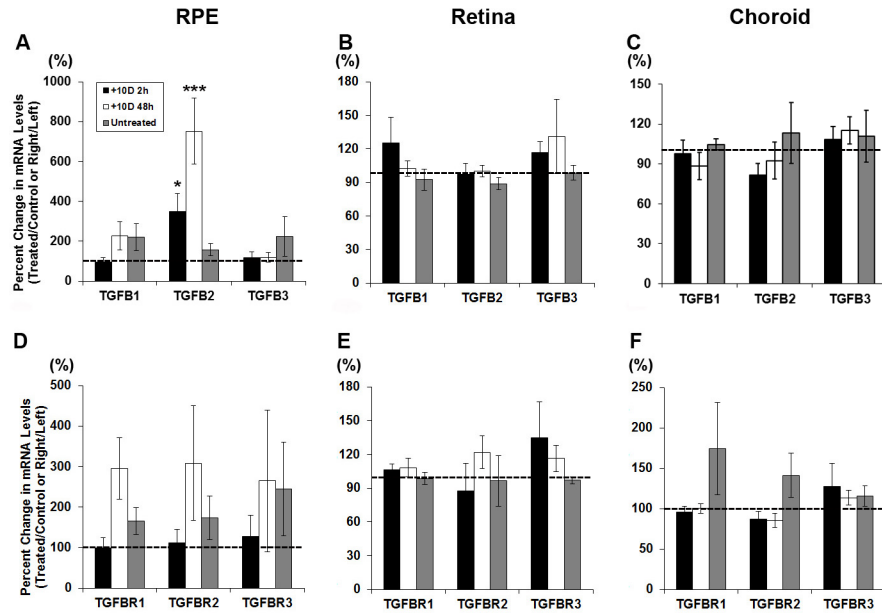 RPE
Retina
Choroid
A
B
C
(%)
(%)
(%)
1000
800
600
400
200
0
+10D 2h
+10D 48h
Untreated
*
***
TGFB1 TGFB2 TGFB3
Percent Change in mRNA Levels
(Treated/Control or Right/Left)
180
150
120
90
60
30
0
TGFB1 TGFB2 TGFB3
150
120
90
60
30
0
TGFB1 TGFB2 TGFB3
D
E
F
(%)
(%)
(%)
500
400
300
200
100
0
TGFBR1 TGFBR2 TGFBR3
Percent Change in mRNA Levels
(Treated/Control or Right/Left)
180
150
120
90
60
30
0
TGFBR1 TGFBR2 TGFBR3
250
200
150
100
50
0
TGFBR1 TGFBR2 TGFBR3